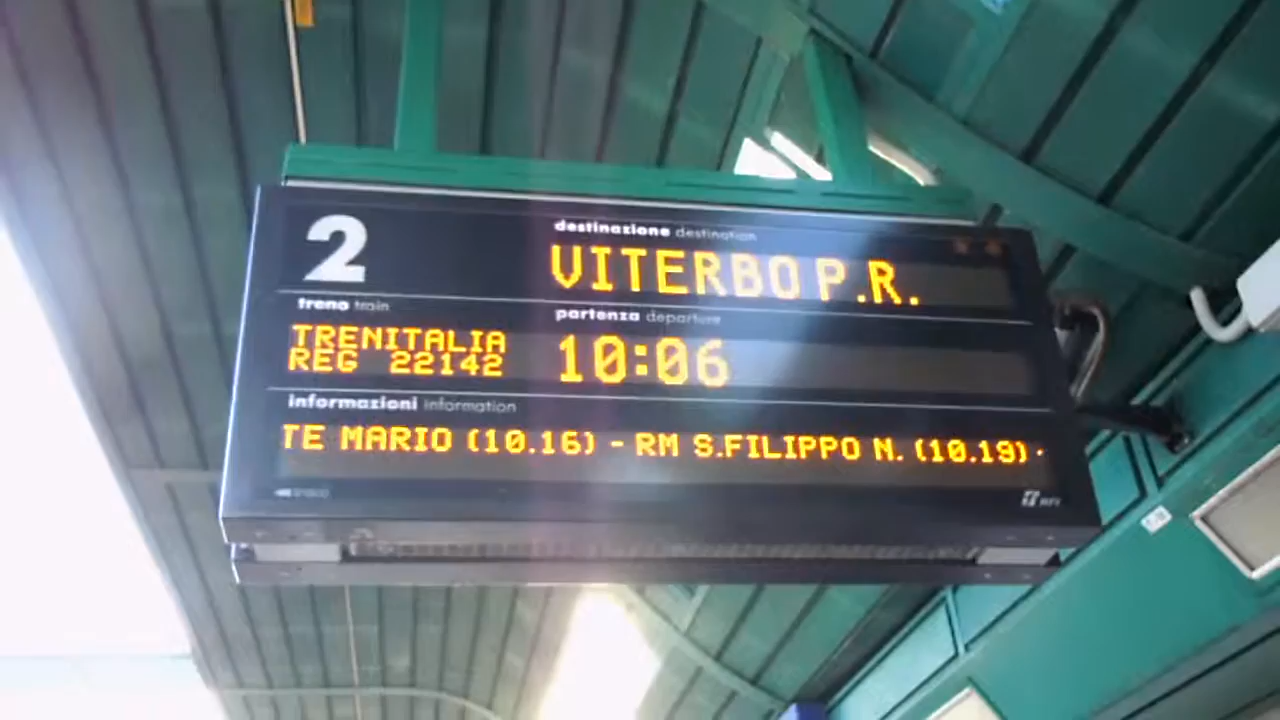 2
destinazione destination
VITERBO P.R.
treno train
partenza departure
TRENITALIA
REG 22142
10:06
informazioni information
TE MARIO (10.16) - RM S.FILIPPO N. (10.19) ·